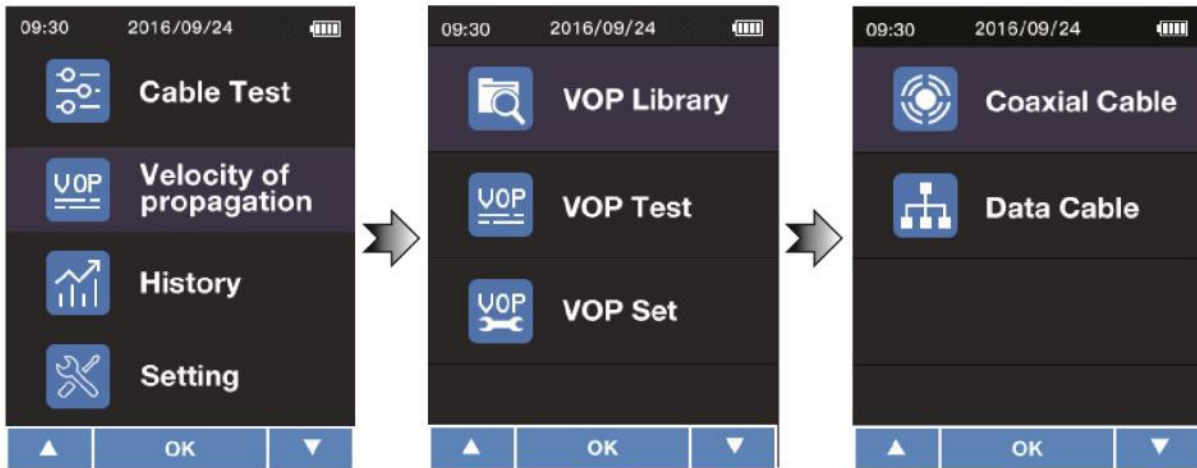 09:30 2016/09/24
Cable Test
VOP
Velocity of
propagation
History
Setting
▲ OK ▼
09:30 2016/09/24
VOP Library
VOP
VOP Test
VOP
VOP Set
▲ OK ▼
09:30 2016/09/24
Coaxial Cable
Data Cable
▲ OK ▼